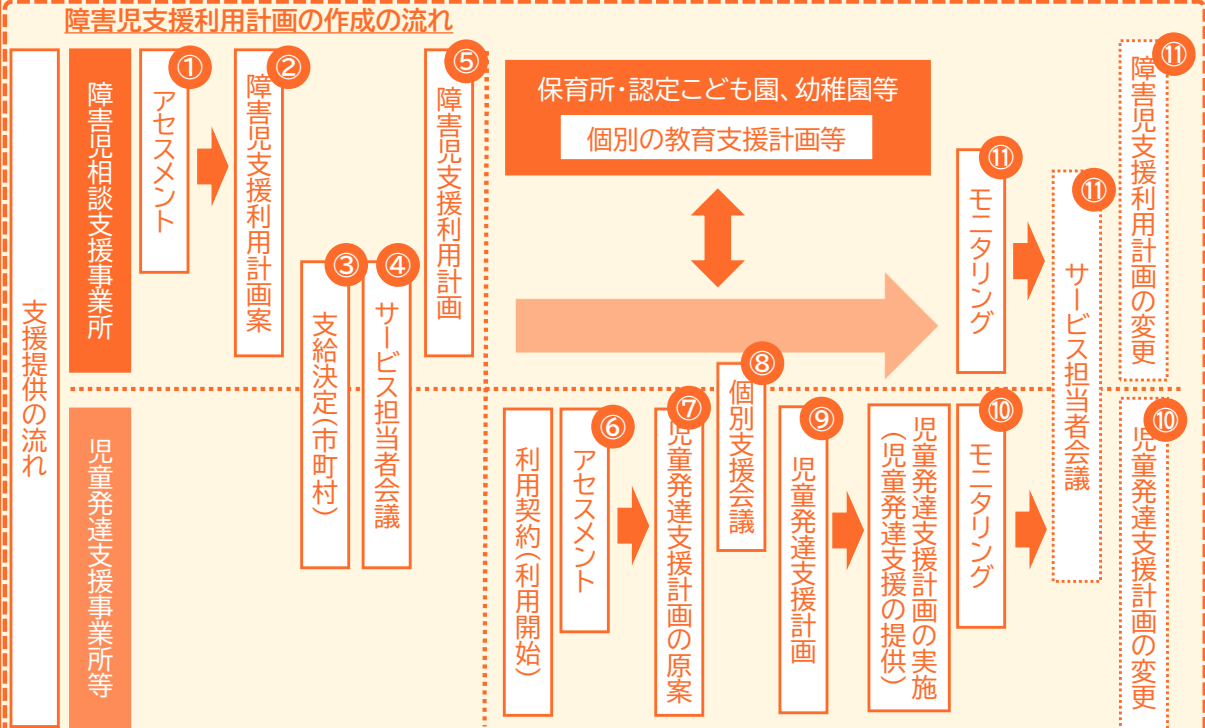 障害児支援利用計画の作成の流れ
支援提供の流れ
障害児相談支援事業所
①
アセスメント
②
障害児支援利用計画案
③
支給決定(市町村)
④
サービス担当者会議
⑤
障害児支援利用計画
保育所・認定こども園、幼稚園等
個別の教育支援計画等
⑪
モニタリング
⑪
サービス担当者会議
⑪
障害児支援利用計画の変更
児童発達支援事業所等
利用契約(利用開始)
⑥
アセスメント
⑦
児童発達支援計画の原案
⑧
個別支援会議
⑨
児童発達支援計画
児童発達支援計画の実施
(児童発達支援の提供)
⑩
モニタリング
⑩
児童発達支援計画の変更